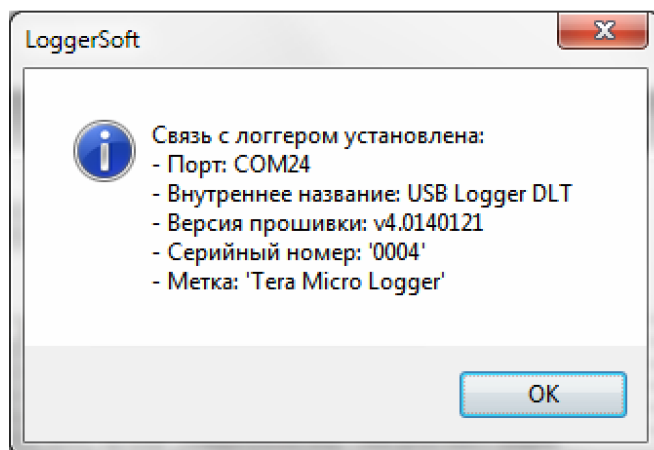 LoggerSoft
Связь с логгером установлена:
- Порт: COM24
- Внутреннее название: USB Logger DLT
- Версия прошивки: v4.0140121
- Серийный номер: '0004'
- Метка: 'Tera Micro Logger'
OK